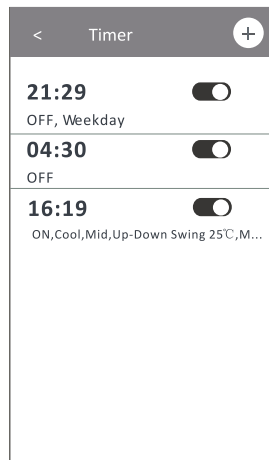 < Timer +
21:29
OFF, Weekday
04:30
OFF
16:19
ON,Cool,Mid,Up-Down Swing 25℃,M...